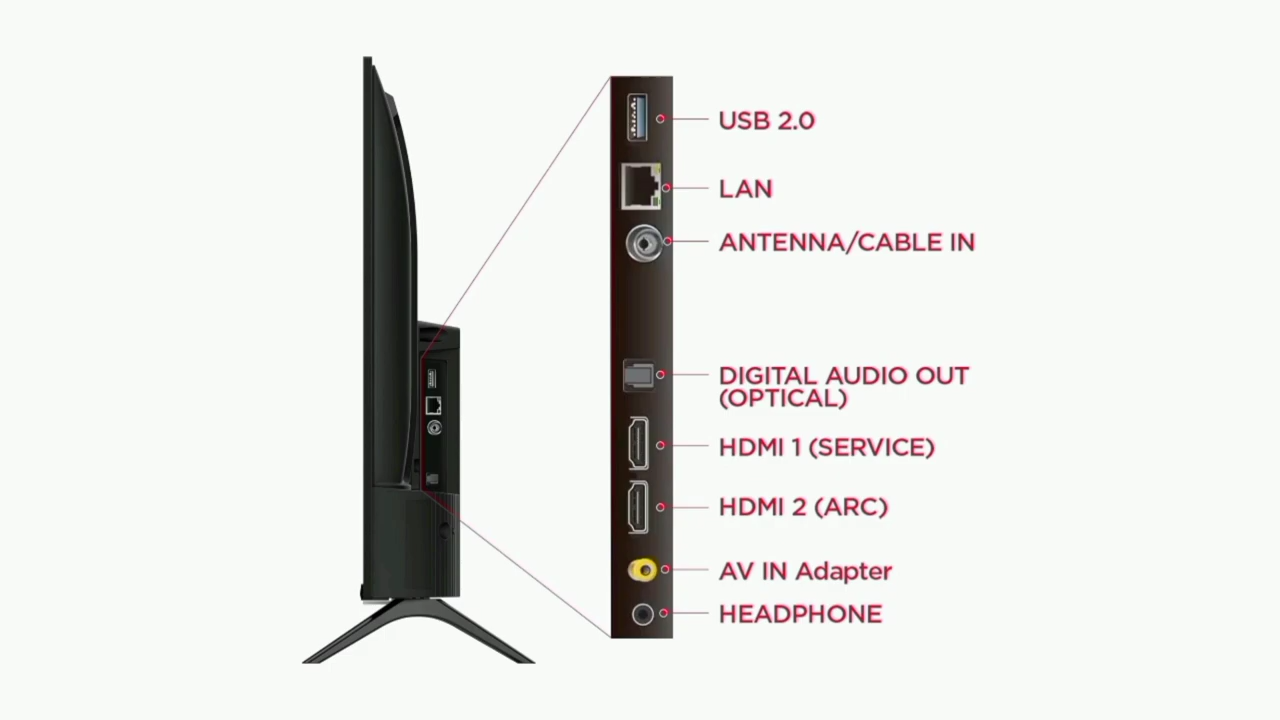 USB 2.0
LAN
ANTENNA/CABLE IN
DIGITAL AUDIO OUT
(OPTICAL)
HDMI 1 (SERVICE)
HDMI 2 (ARC)
AV IN Adapter
HEADPHONE